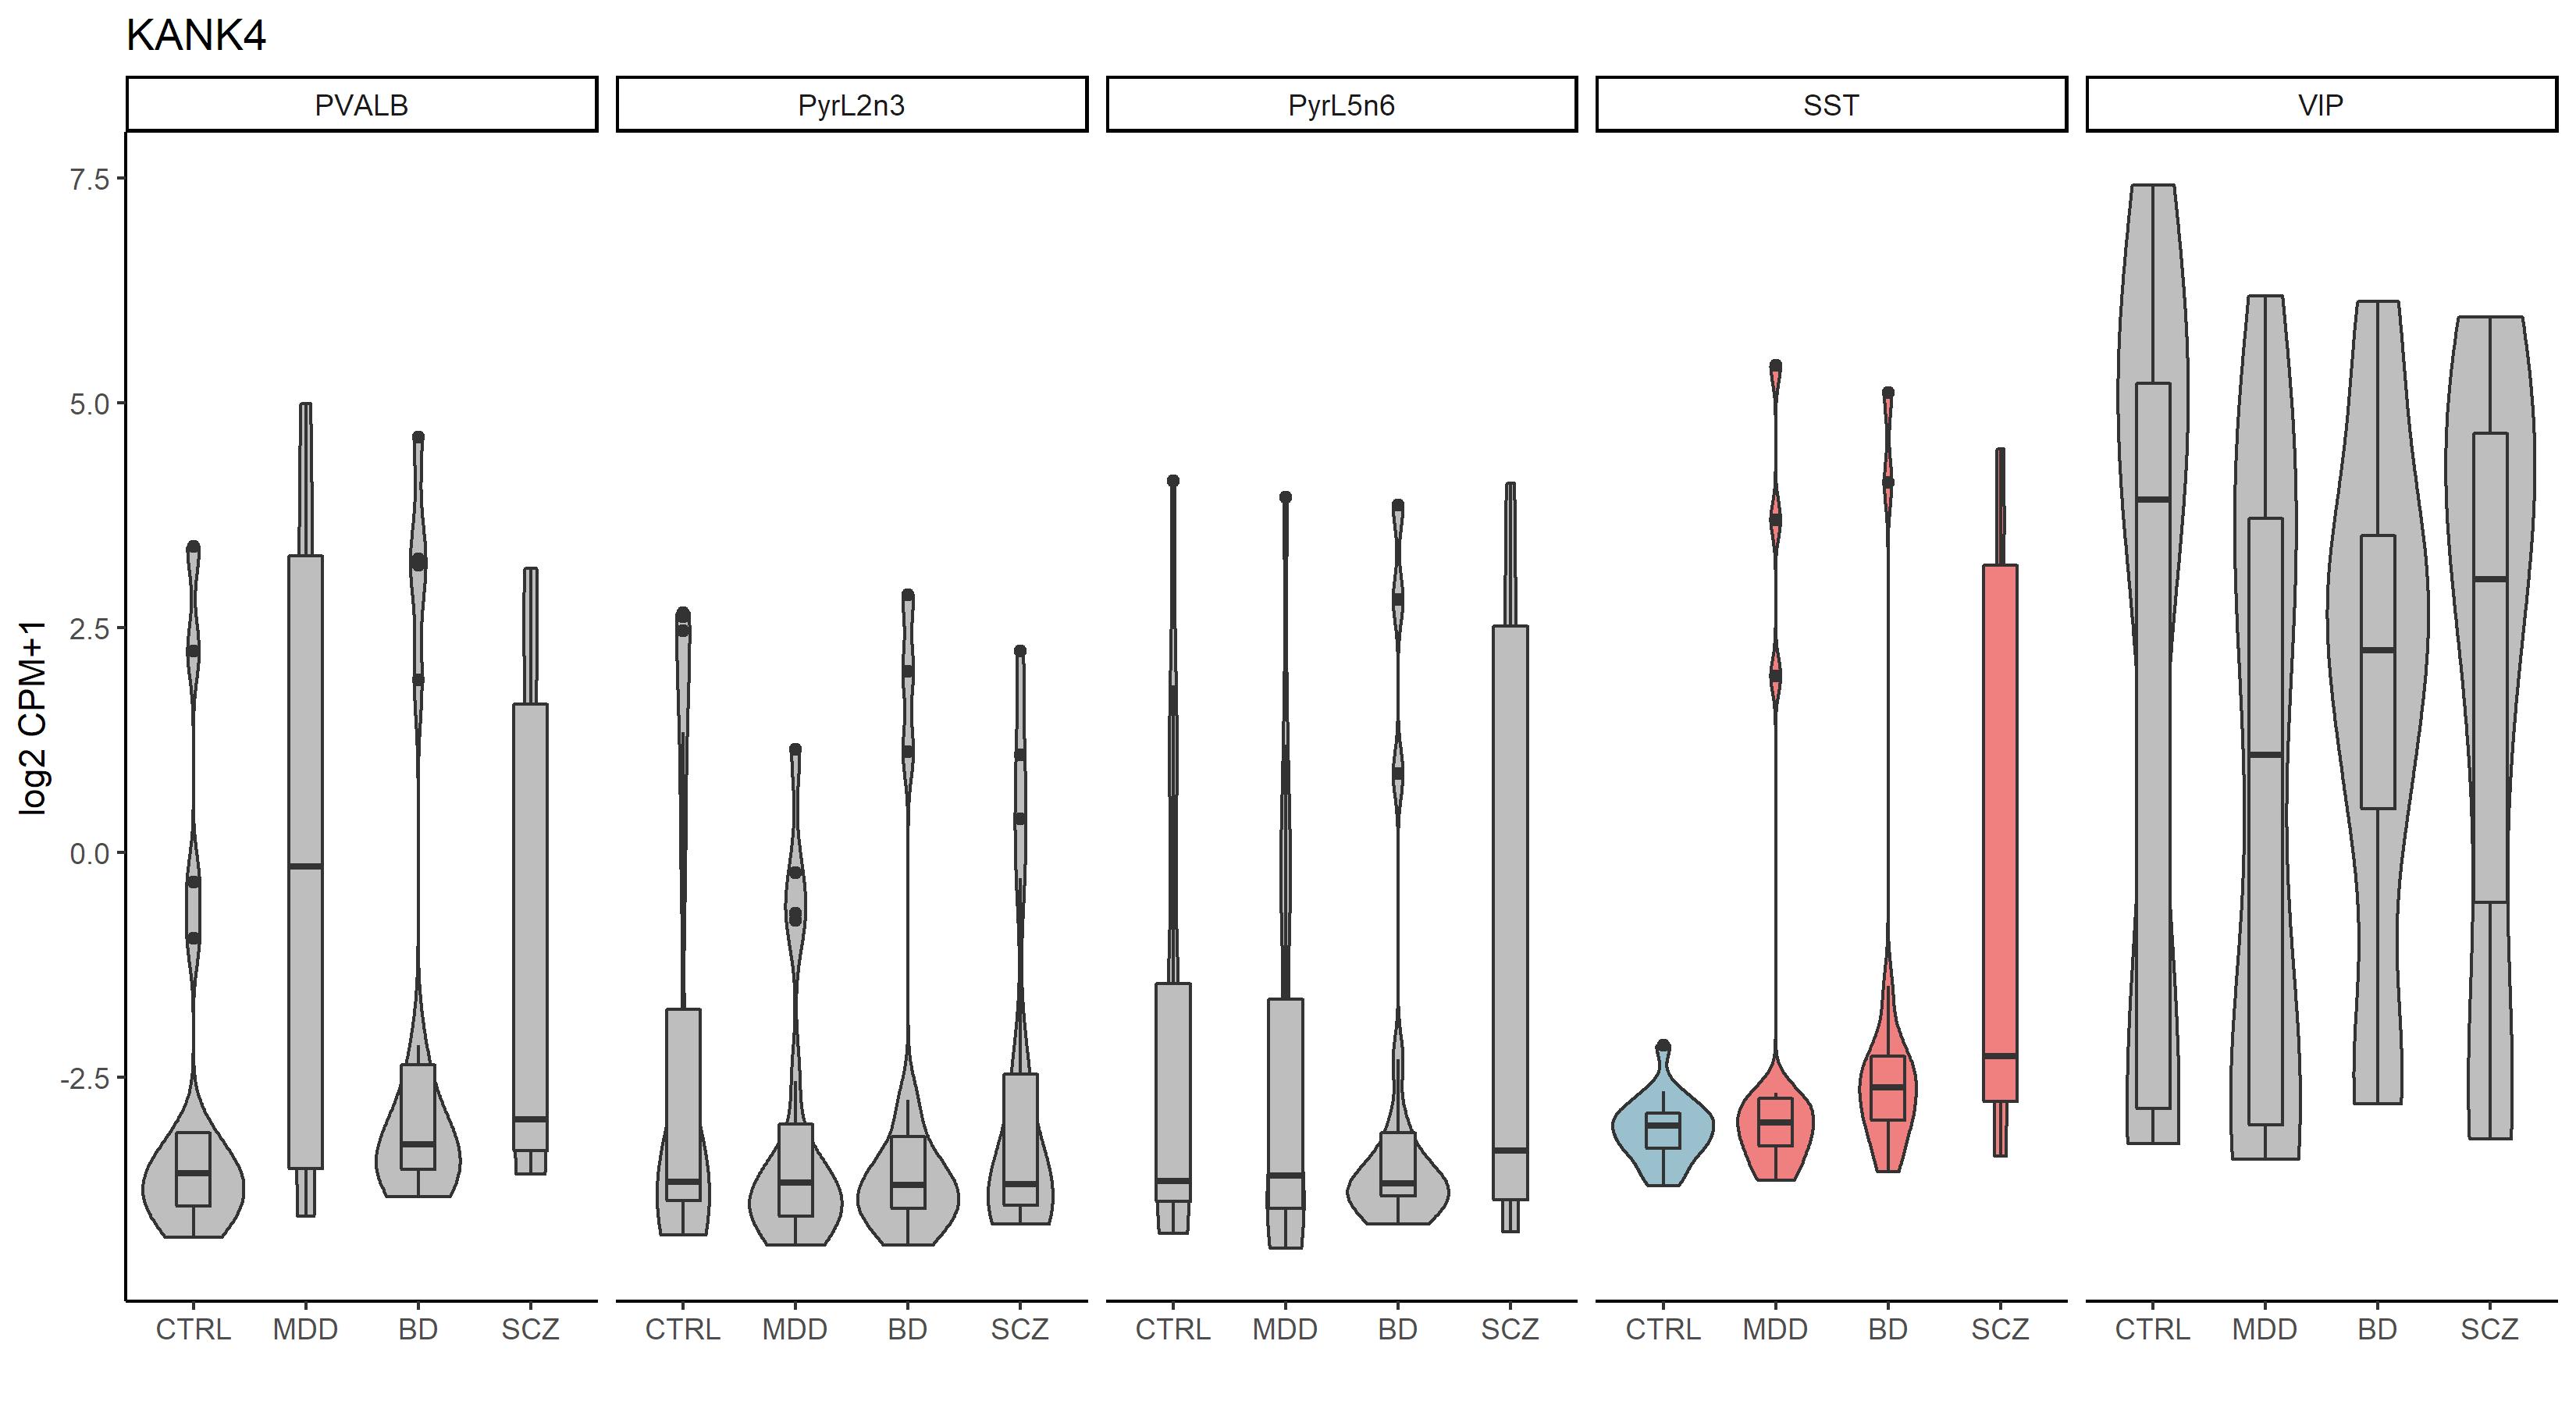 KANK4
PVALB PyrL2n3 PyrL5n6 SST VIP
7.5
5.0
2.5
0.0
-2.5
log2 CPM+1
CTRL MDD BD SCZ CTRL MDD BD SCZ CTRL MDD BD SCZ CTRL MDD BD SCZ CTRL MDD BD SCZ